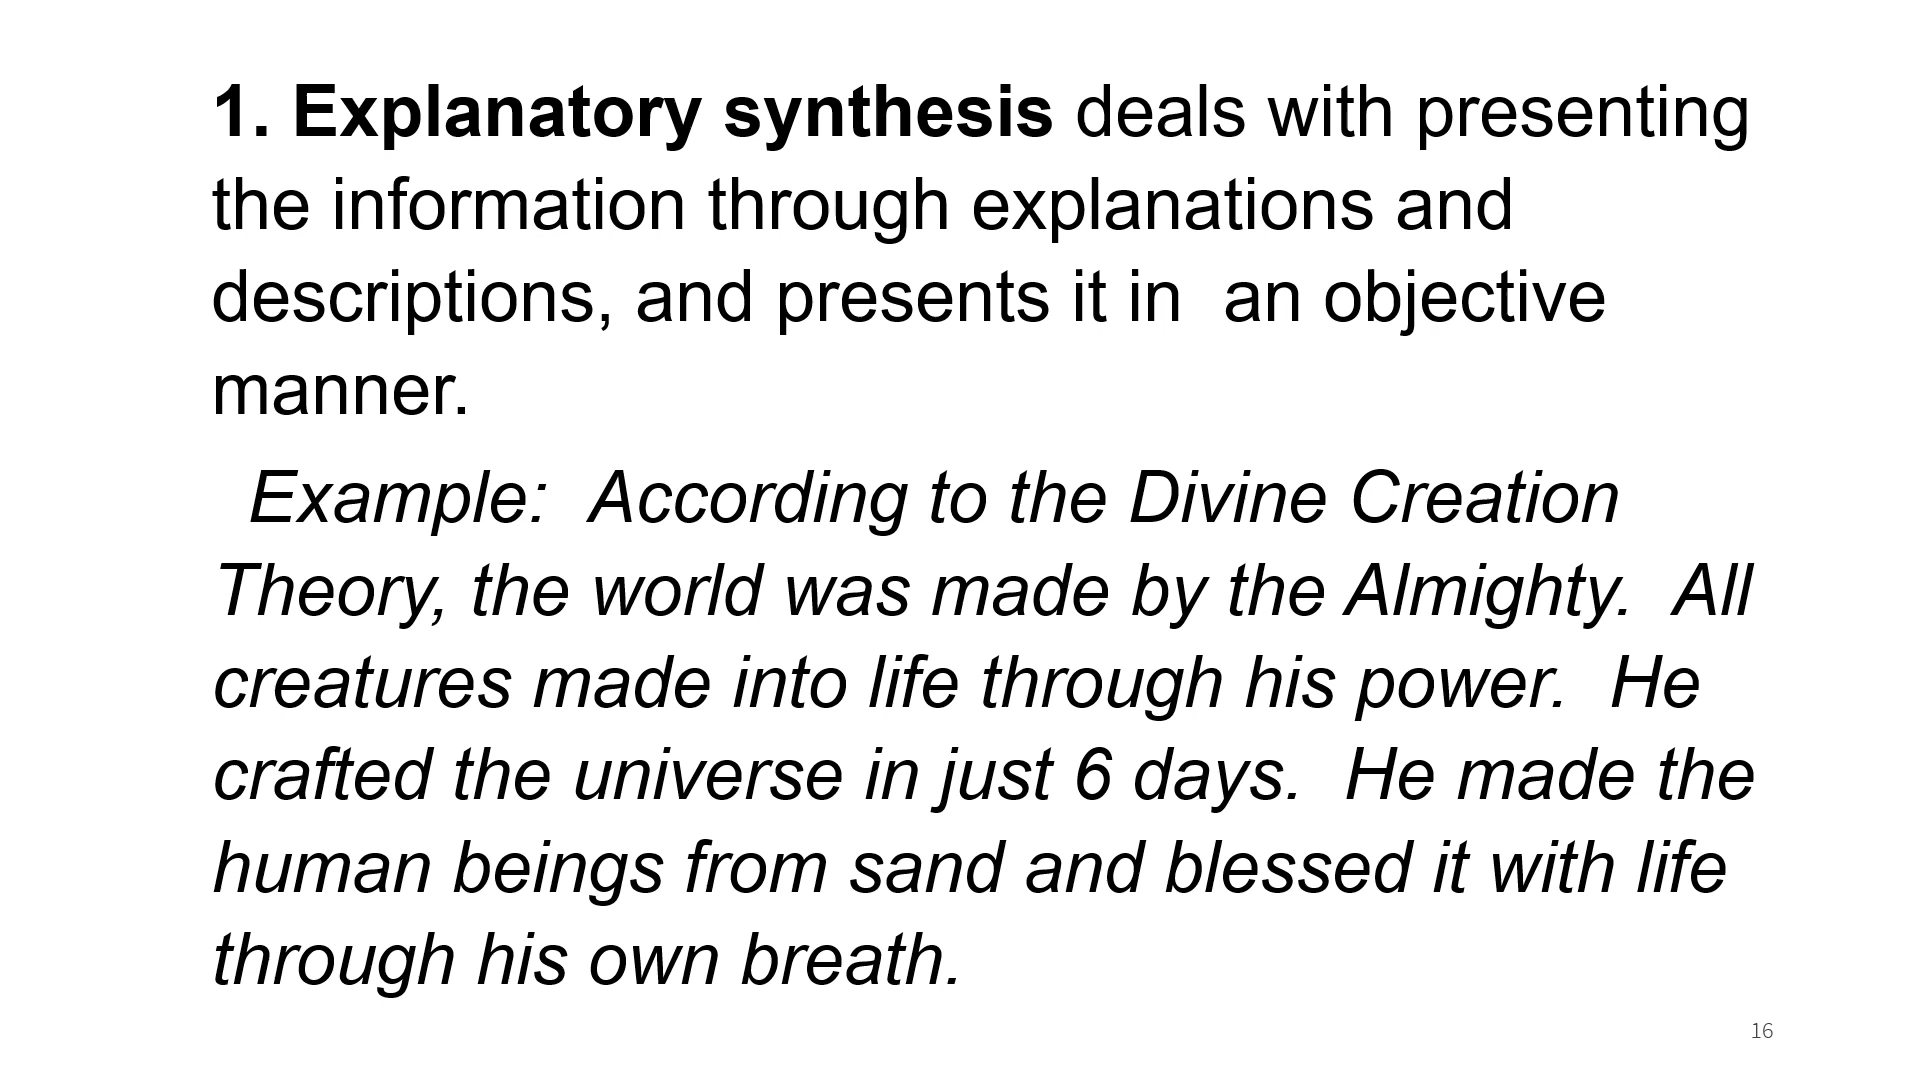 1. Explanatory synthesis deals with presenting
the information through explanations and
descriptions, and presents it in  an objective
manner.
Example:  According to the Divine Creation
Theory, the world was made by the Almighty.  All
creatures made into life through his power.  He
crafted the universe in just 6 days.  He made the
human beings from sand and blessed it with life
through his own breath.
16